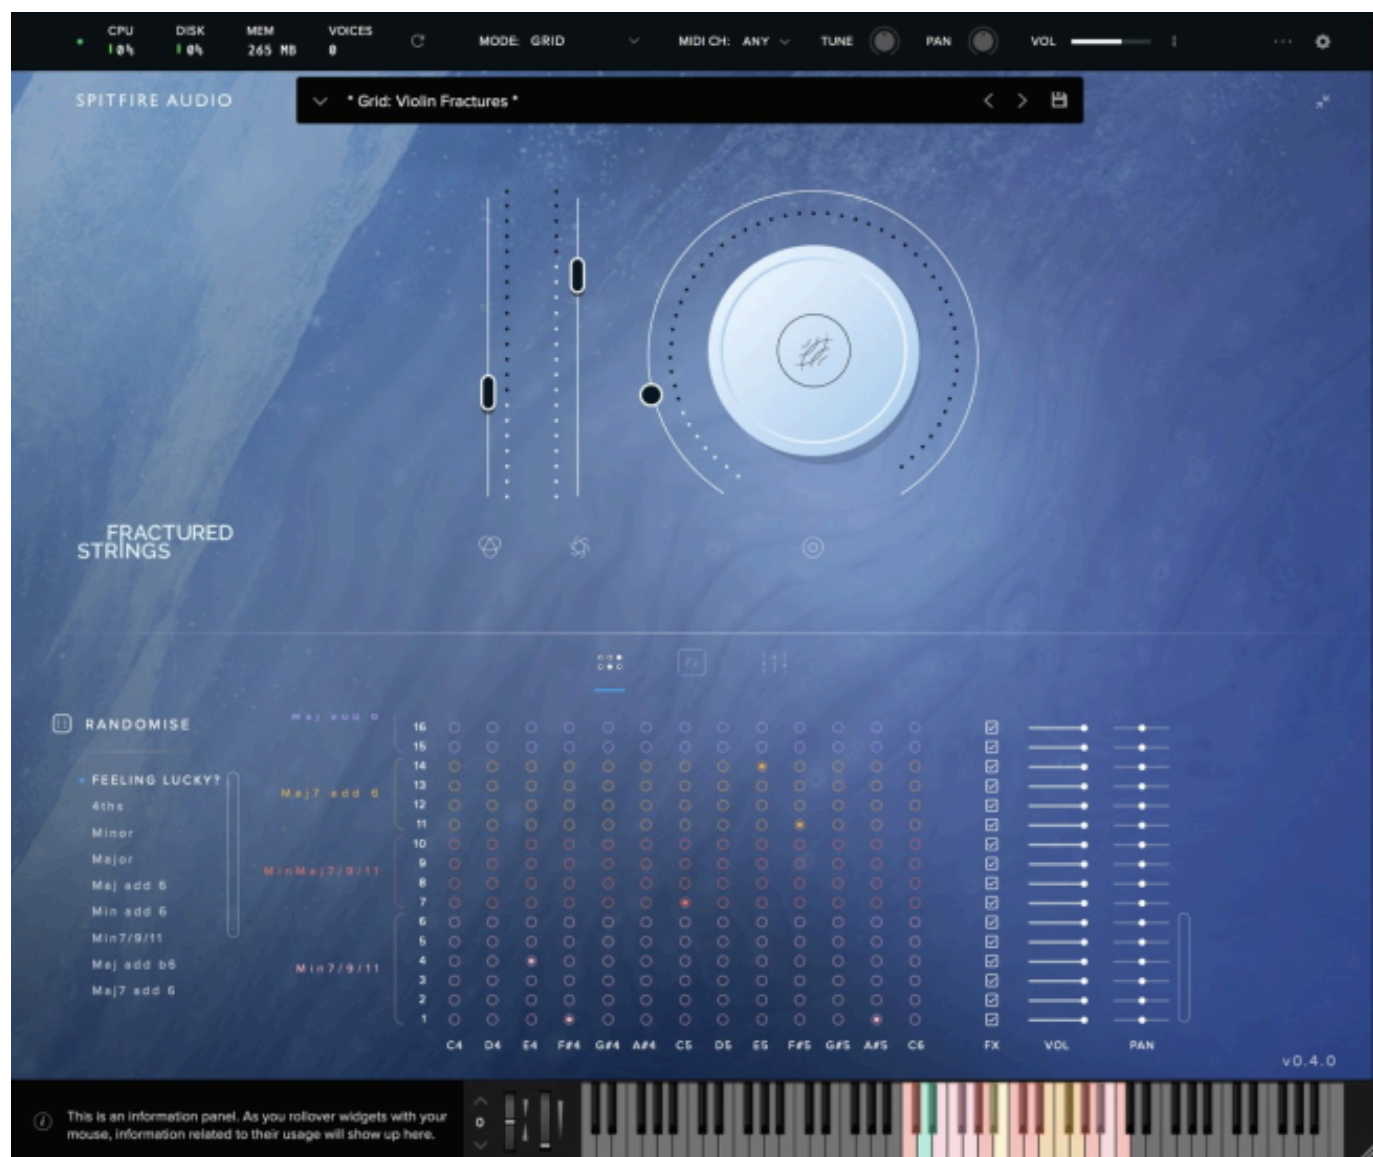 CPU DISK MEM VOICES
0% 0% 265 MB 0
MODE: GRID MIDI CH: ANY TUNE PAN VOL
SPITFIRE AUDIO
* Grid: Violin Fractures *
FRACTURED
STRINGS
Fx
RANDOMISE
FEELING LUCKY?
4ths
Minor
Major
Maj add 6
Min add 6
Min7/9/11
Maj add b6
Maj7 add 6
Maj7 add 6
MinMaj7/9/11
Min7/9/11
16
15
14
13
12
11
10
9
8
7
6
5
4
3
2
1
C4 D4 E4 F#4 G#4 A#4 C5 D5 E5 F#5 G#5 A#5 C6 FX VOL PAN
v0.4.0
0
This is an information panel. As you rollover widgets with your
mouse, information related to their usage will show up here.